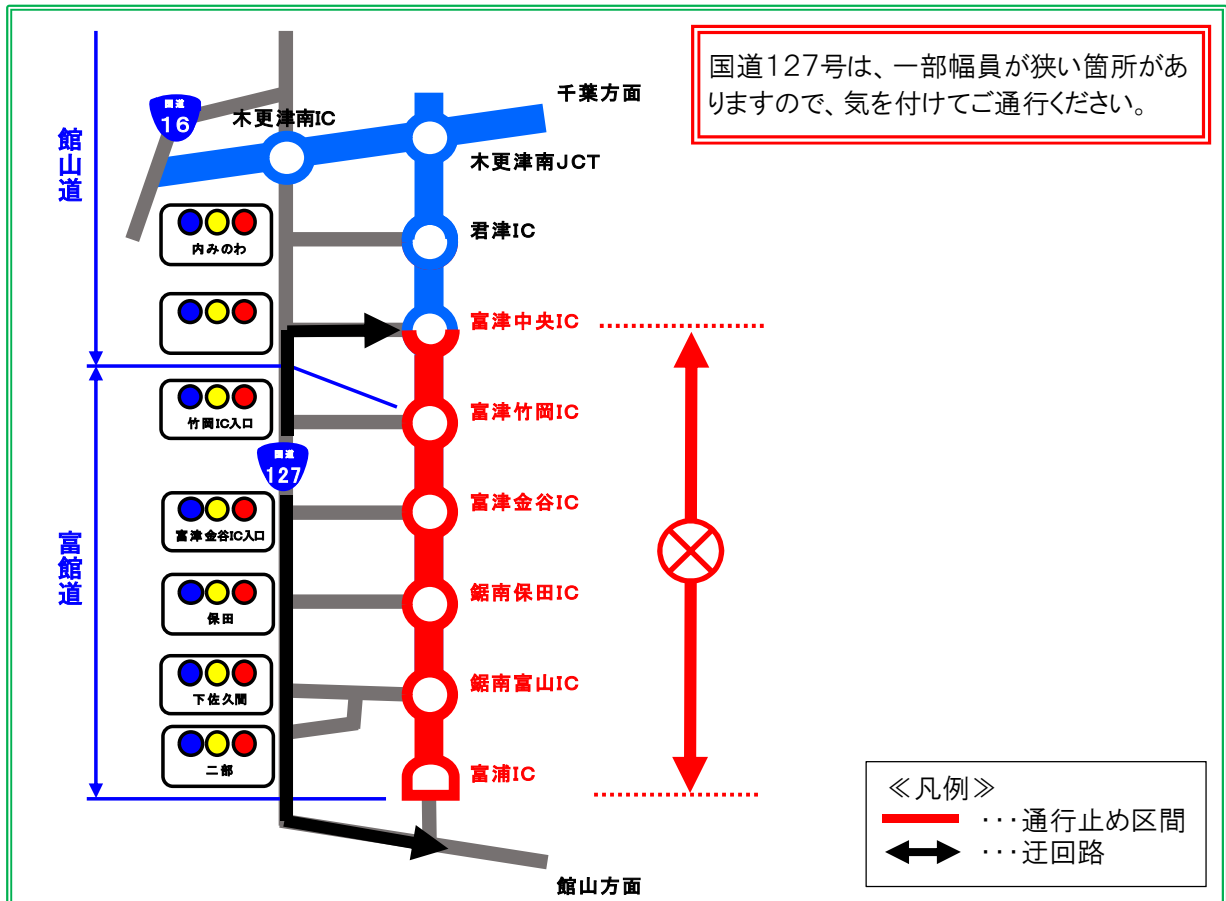 国道127号は、一部幅員が狭い箇所があ
りますので、気を付けてご通行ください。
千葉方面
国道
16
木更津南IC
木更津南JCT
館山道
内みのわ
君津IC
富津中央IC
竹岡IC入口
富津竹岡IC
国道
127
富津金谷IC入口
富津金谷IC
富館道
保田
鋸南保田IC
下佐久間
鋸南富山IC
二部
富浦IC
館山方面
≪凡例≫
･･･通行止め区間
･･･迂回路